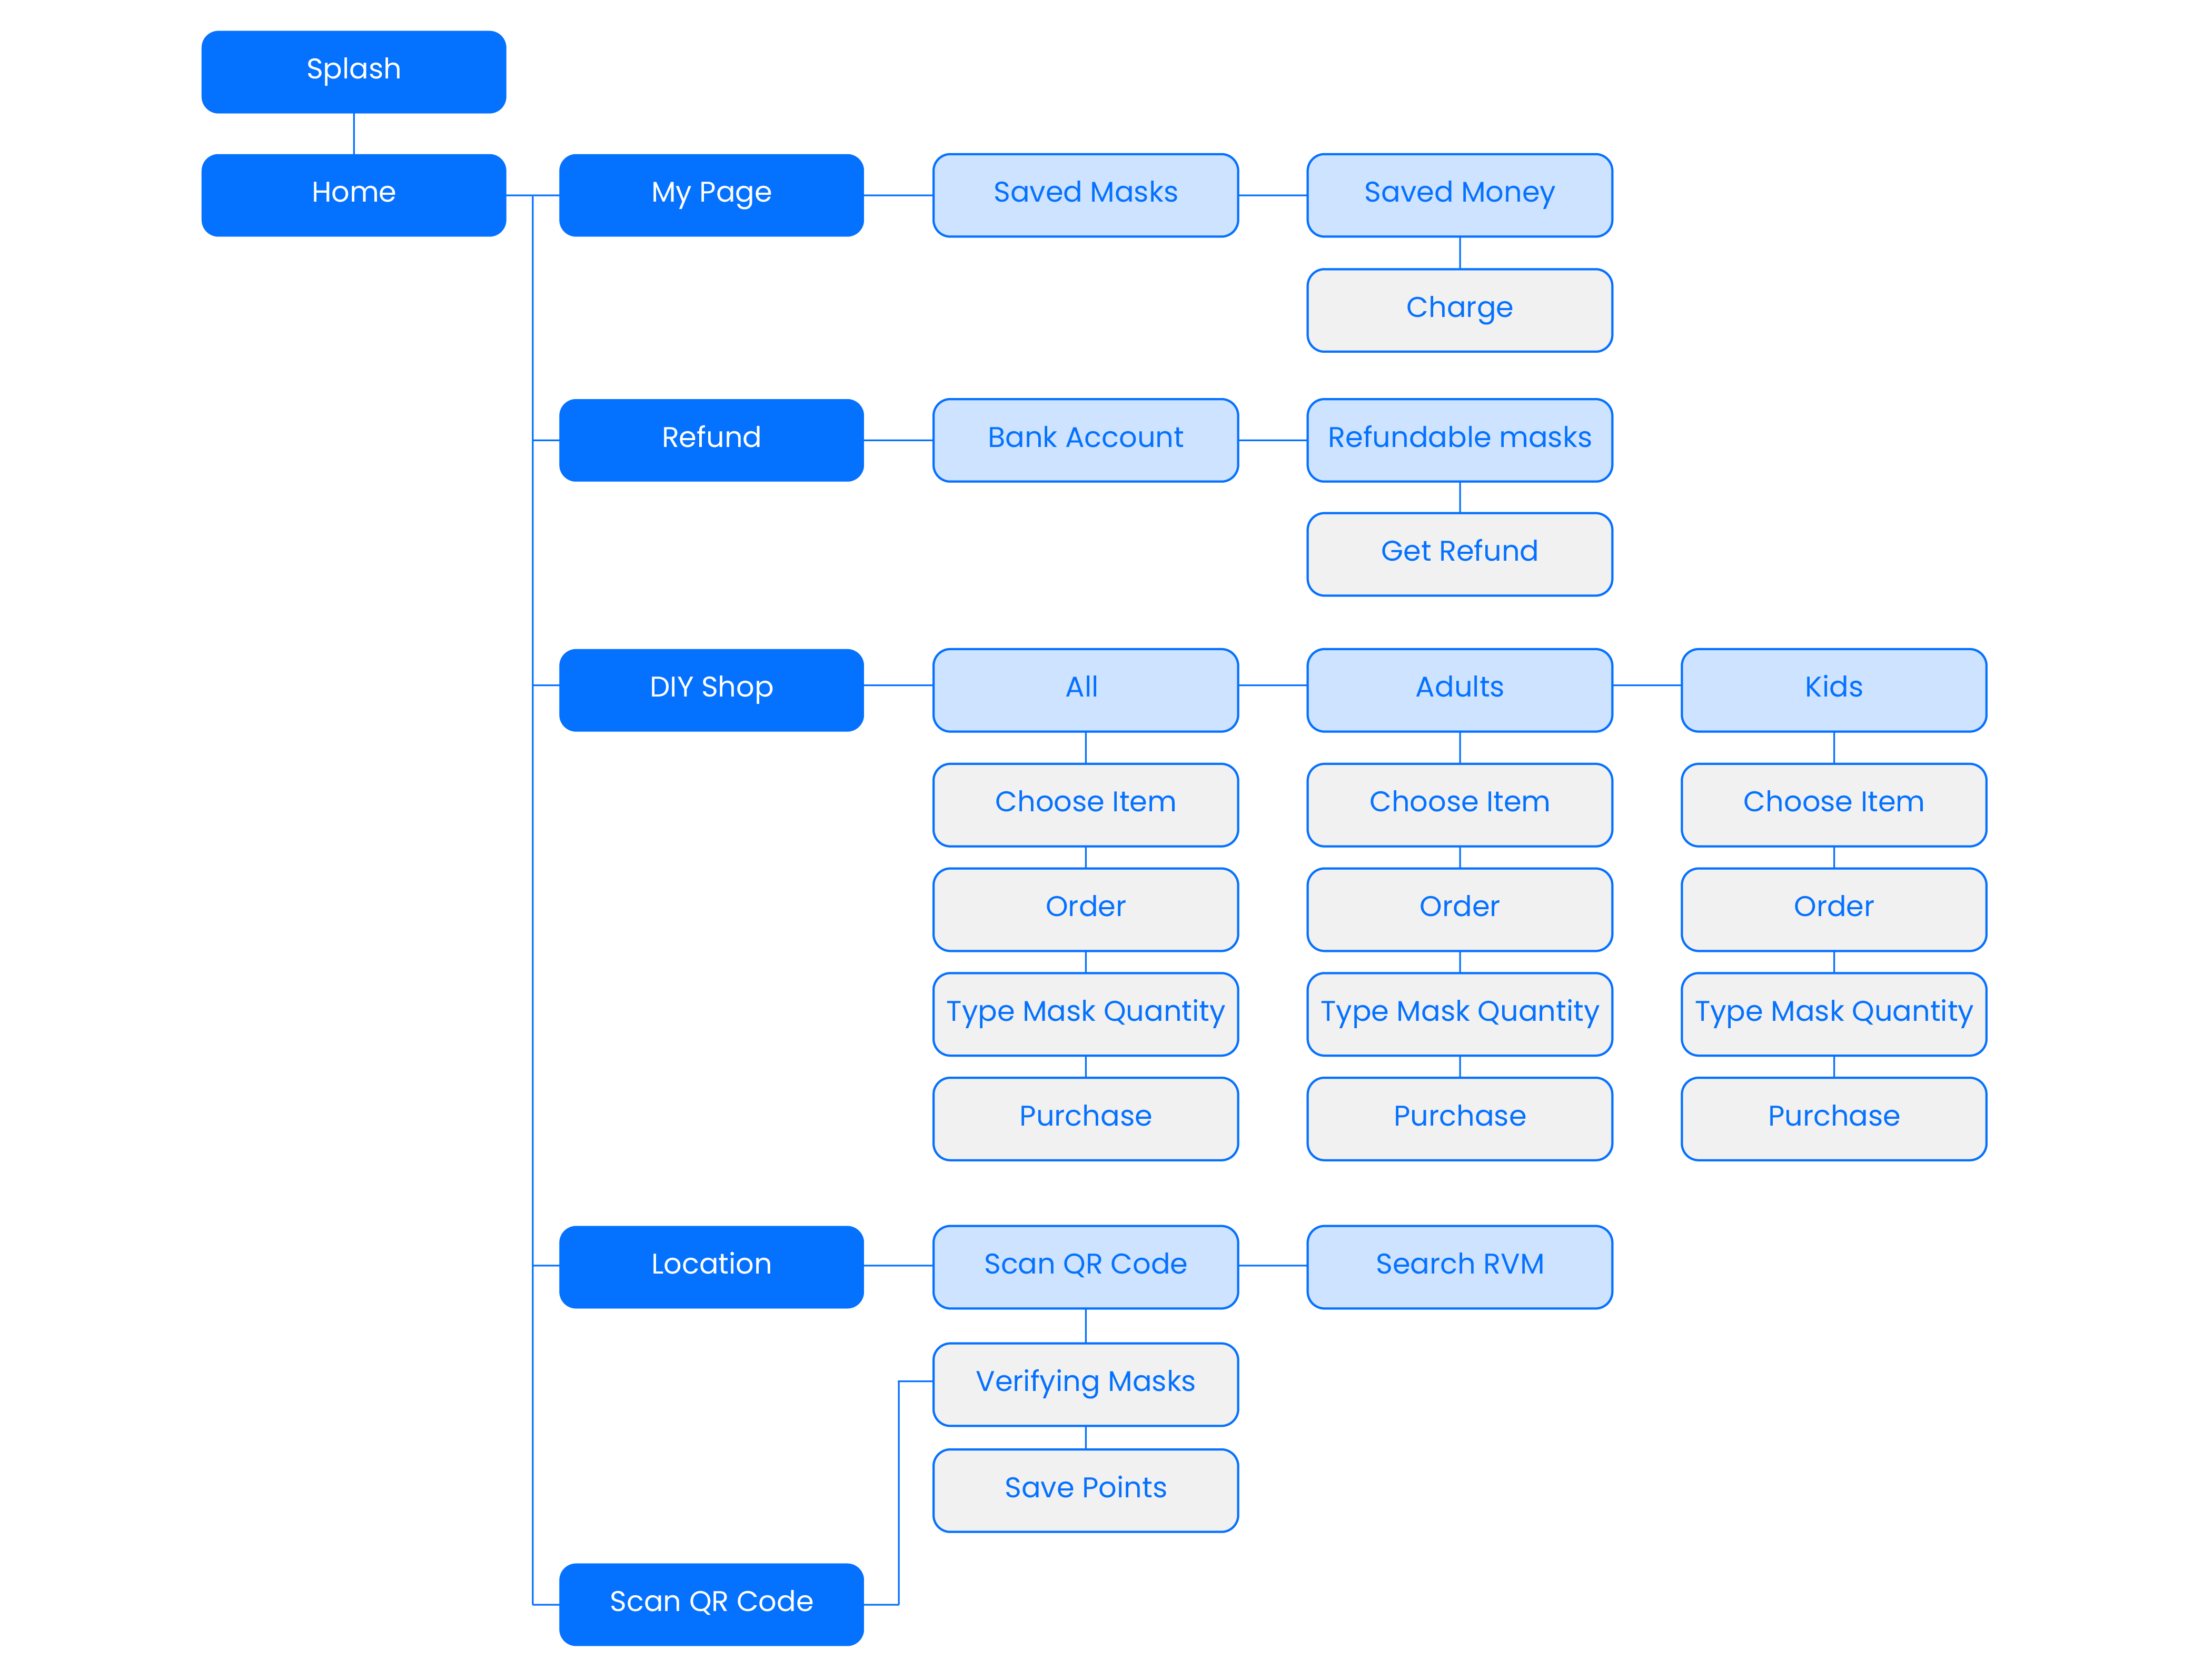 Splash
Home
My Page
Saved Masks
Saved Money
Charge
Refund
Bank Account
Refundable masks
Get Refund
DIY Shop
All
Adults
Kids
Choose Item
Choose Item
Choose Item
Order
Order
Order
Type Mask Quantity
Type Mask Quantity
Type Mask Quantity
Purchase
Purchase
Purchase
Location
Scan QR Code
Search RVM
Verifying Masks
Save Points
Scan QR Code